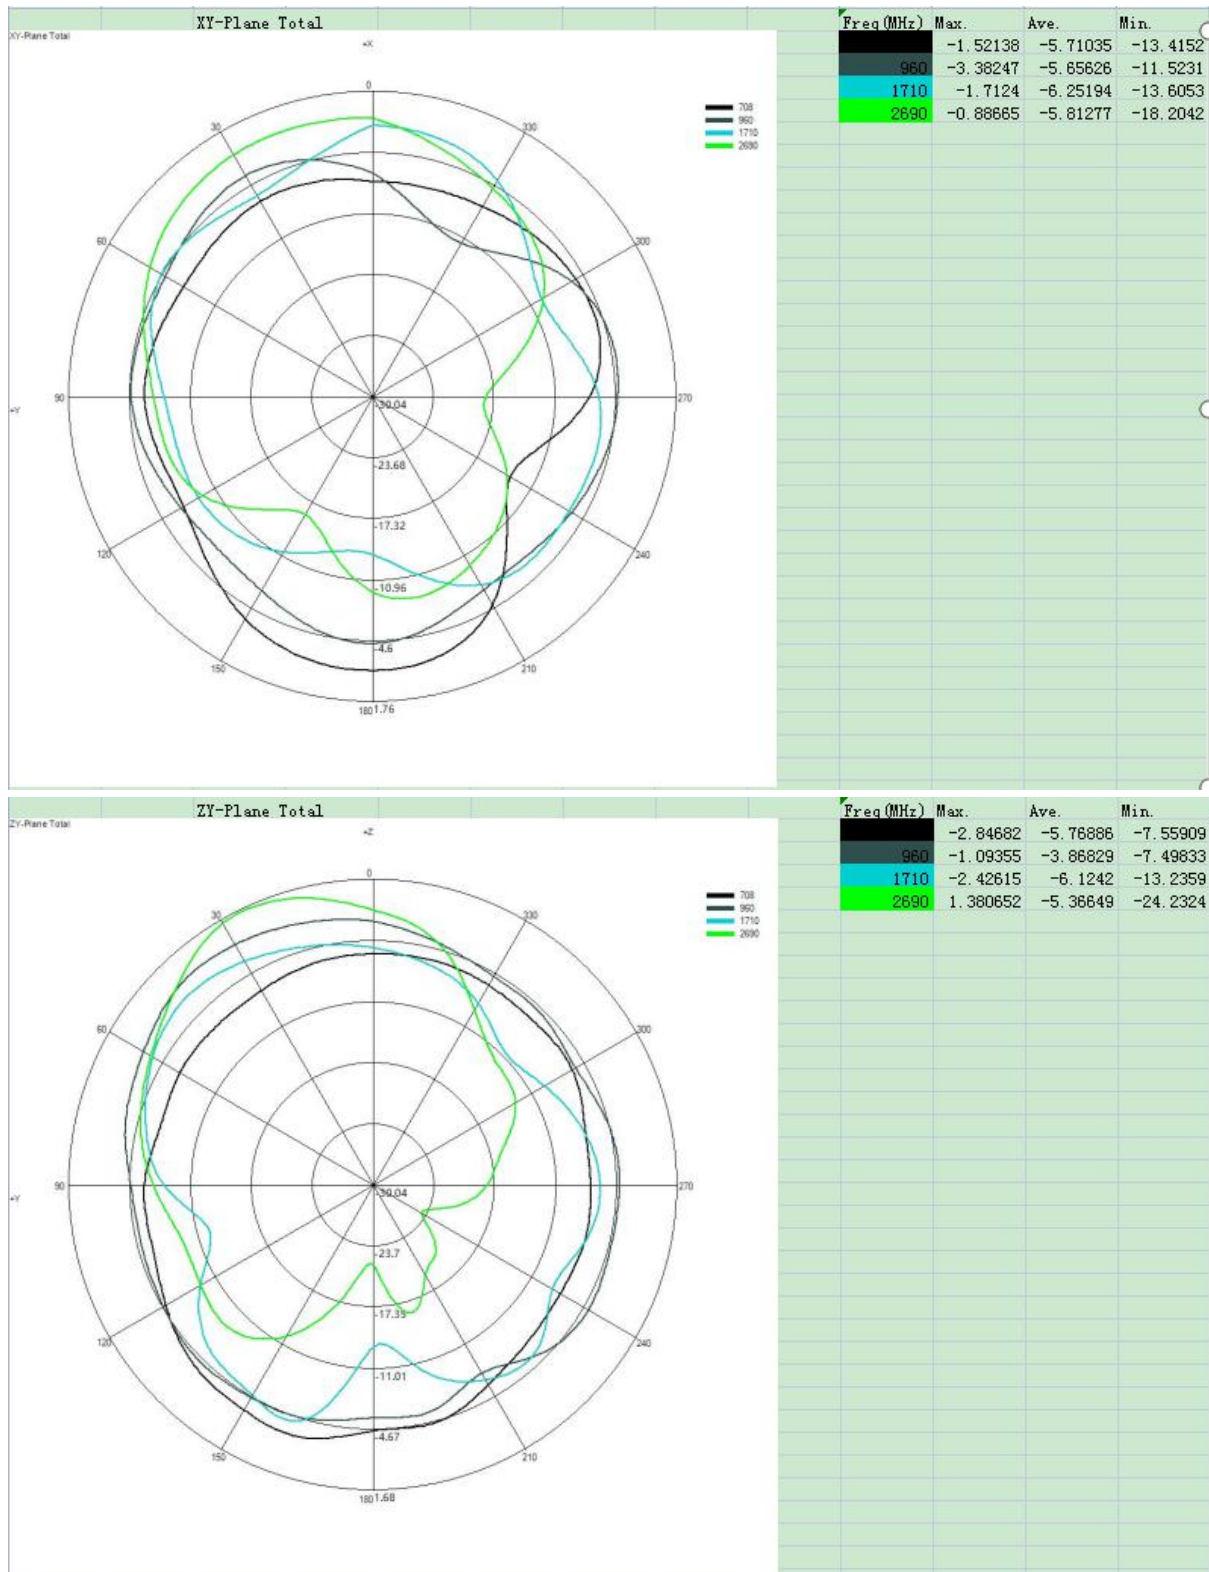 XY-Plane Total
Freq(MHz) Max. Ave. Min.
XY-Plane Total
-1.52138 -5.71035 -13.4152
960 -3.38247 -5.65626 -11.5231
1710 -1.7124 -6.25194 -13.6053
2690 -0.88665 -5.81277 -18.2042
+X
0
30
330
708
960
1710
2690
60
300
90
270
+Y
-30.04
-23.68
-17.32
120
240
-10.96
-4.6
150
210
180 1.76
ZY-Plane Total
Freq(MHz) Max. Ave. Min.
ZY-Plane Total
-2.84682 -5.76886 -7.55909
960 -1.09355 -3.86829 -7.49833
1710 -2.42615 -6.1242 -13.2359
2690 1.380652 -5.36649 -24.2324
+Z
0
30
330
708
960
1710
2690
60
300
90
270
+Y
-30.04
-23.7
-17.35
120
240
-11.01
-4.67
150
210
180 1.68